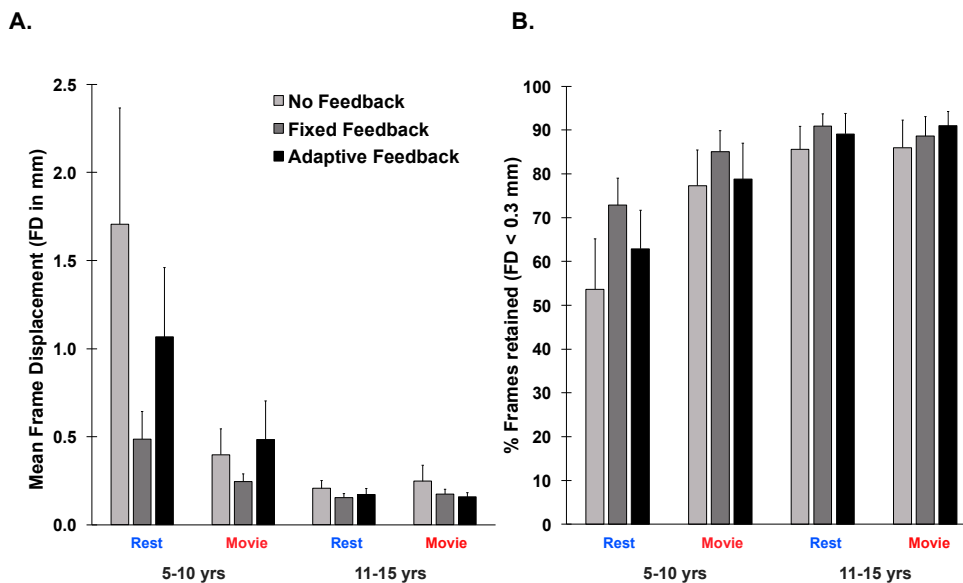 A.
Mean Frame Displacement (FD in mm)
2.5
2.0
1.5
1.0
0.5
0.0
No Feedback
Fixed Feedback
Adaptive Feedback
Rest
Movie
Rest
Movie
5-10 yrs
11-15 yrs
B.
% Frames retained (FD < 0.3 mm)
100
90
80
70
60
50
40
30
20
10
0
Rest
Movie
Rest
Movie
5-10 yrs
11-15 yrs